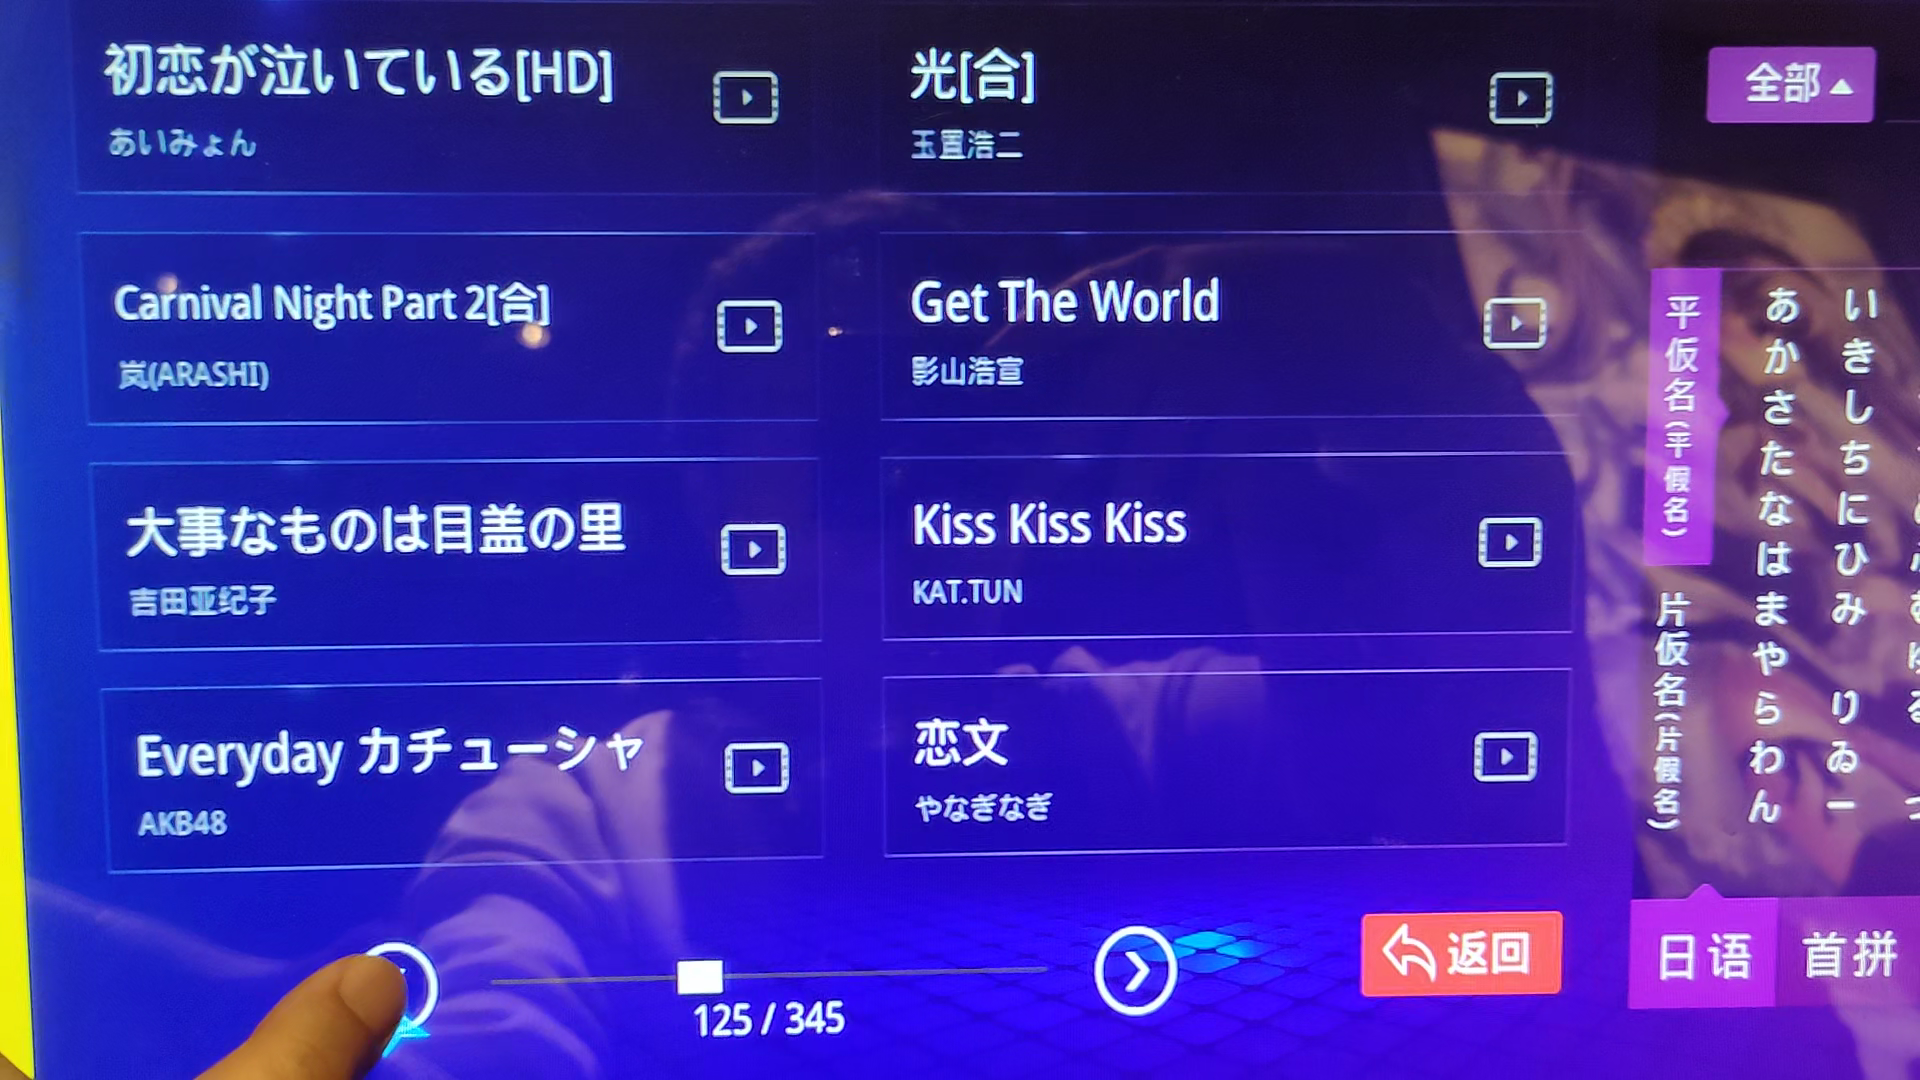 初恋が泣いている[HD]
あいみょん
光[合]
玉置浩二
Carnival Night Part 2[合]
岚(ARASHI)
Get The World
影山浩宣
大事なものは目盖の里
吉田亚纪子
Kiss Kiss Kiss
KAT.TUN
Everyday カチューシャ
AKB48
恋文
やなぎなぎ
125 / 345
返回
全部
平仮名(平假名)
片仮名(片假名)
あかさたなはまやらわん
いきしちにひみ りゐー
日语
首拼